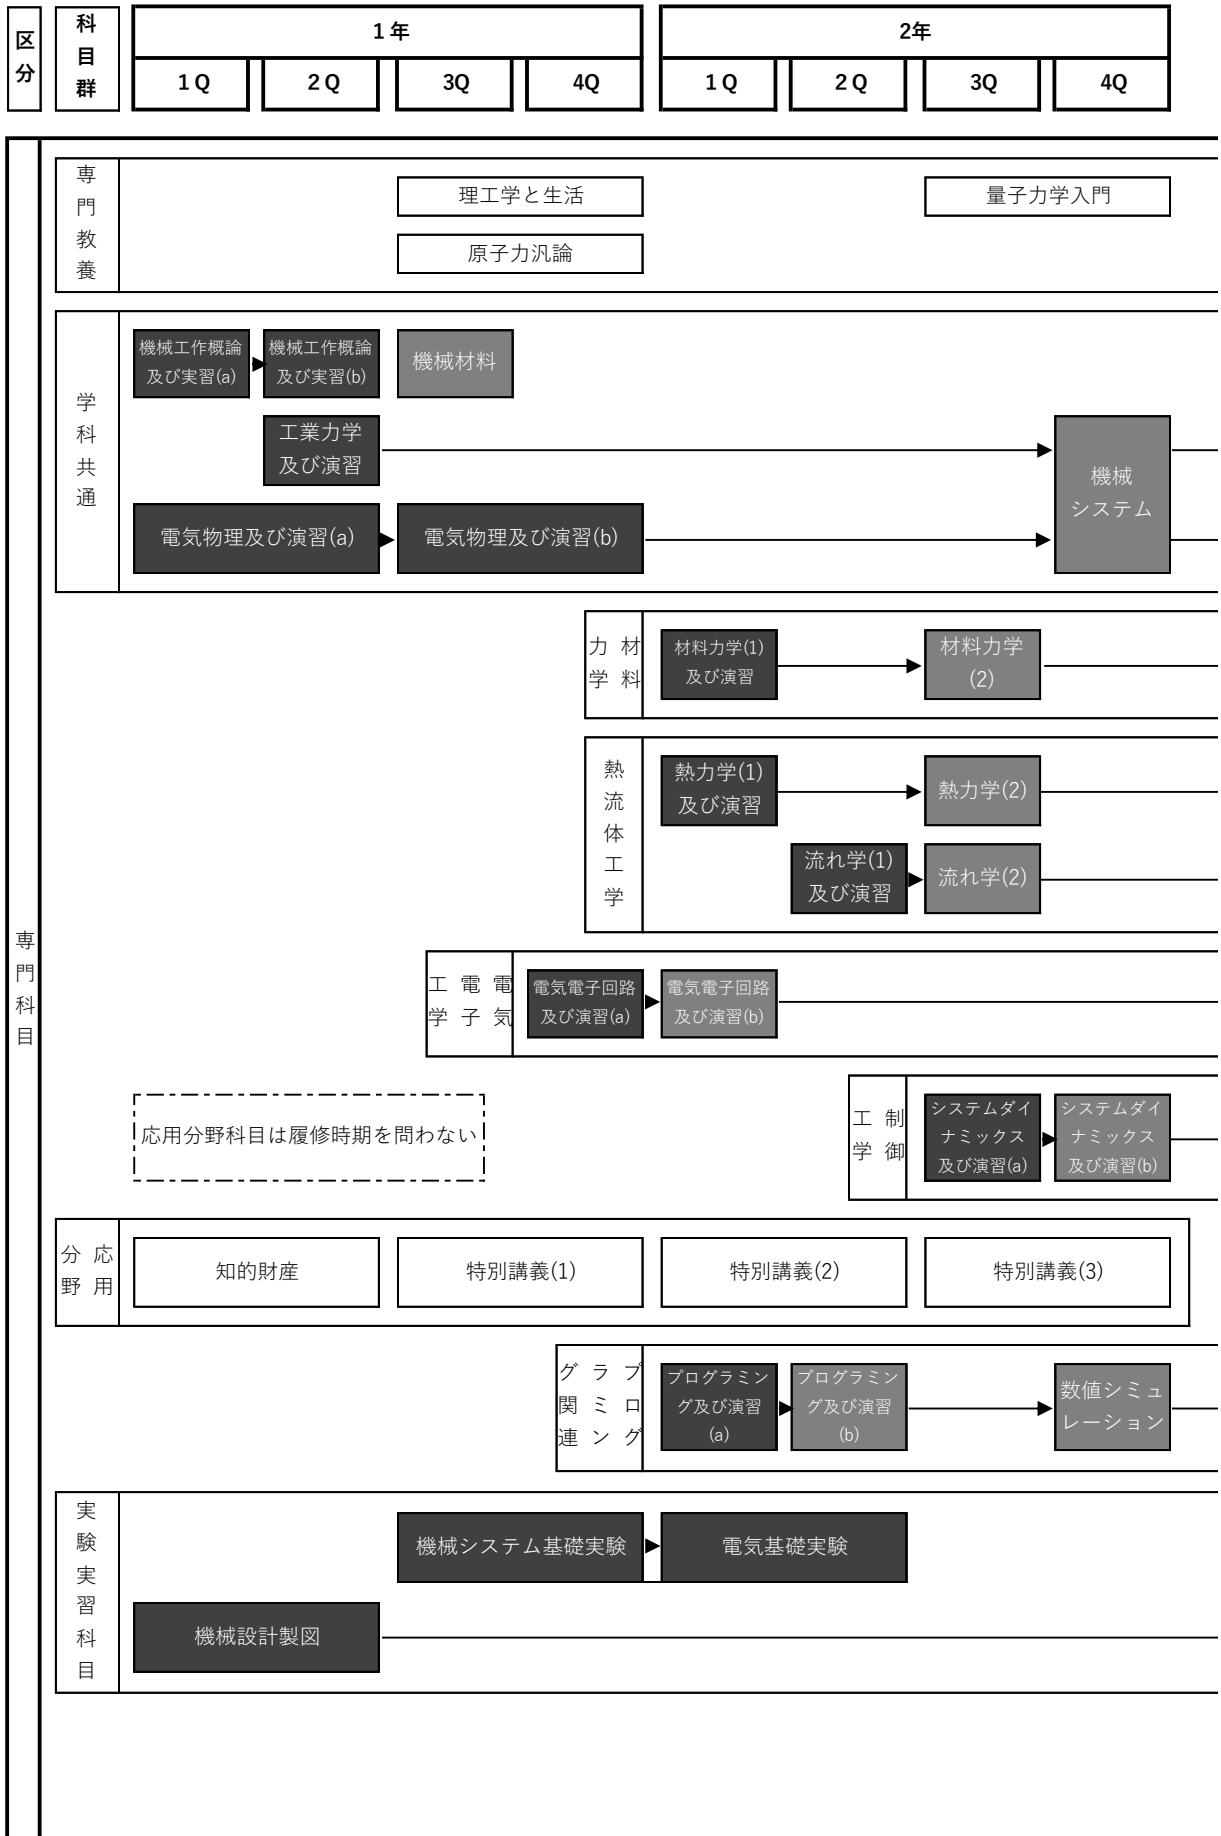 区分
科目群
1 年
2年
1 Q
2 Q
3Q
4Q
1 Q
2 Q
3Q
4Q
専門科目
専門教養
理工学と生活
量子力学入門
原子力汎論
学科共通
機械工作概論
及び実習(a)
機械工作概論
及び実習(b)
機械材料
工業力学
及び演習
機械
システム
電気物理及び演習(a)
電気物理及び演習(b)
材料
力学
材料力学(1)
及び演習
材料力学
(2)
熱流体工学
熱力学(1)
及び演習
熱力学(2)
流れ学(1)
及び演習
流れ学(2)
電気
電子
工学
電気電子回路
及び演習(a)
電気電子回路
及び演習(b)
制御
工学
システムダイ
ナミックス
及び演習(a)
システムダイ
ナミックス
及び演習(b)
応用分野科目は履修時期を問わない
応用
分野
知的財産
特別講義(1)
特別講義(2)
特別講義(3)
プログ
ラミング
関連
プログラミン
グ及び演習
(a)
プログラミン
グ及び演習
(b)
数値シミュ
レーション
実験実習科目
機械システム基礎実験
電気基礎実験
機械設計製図